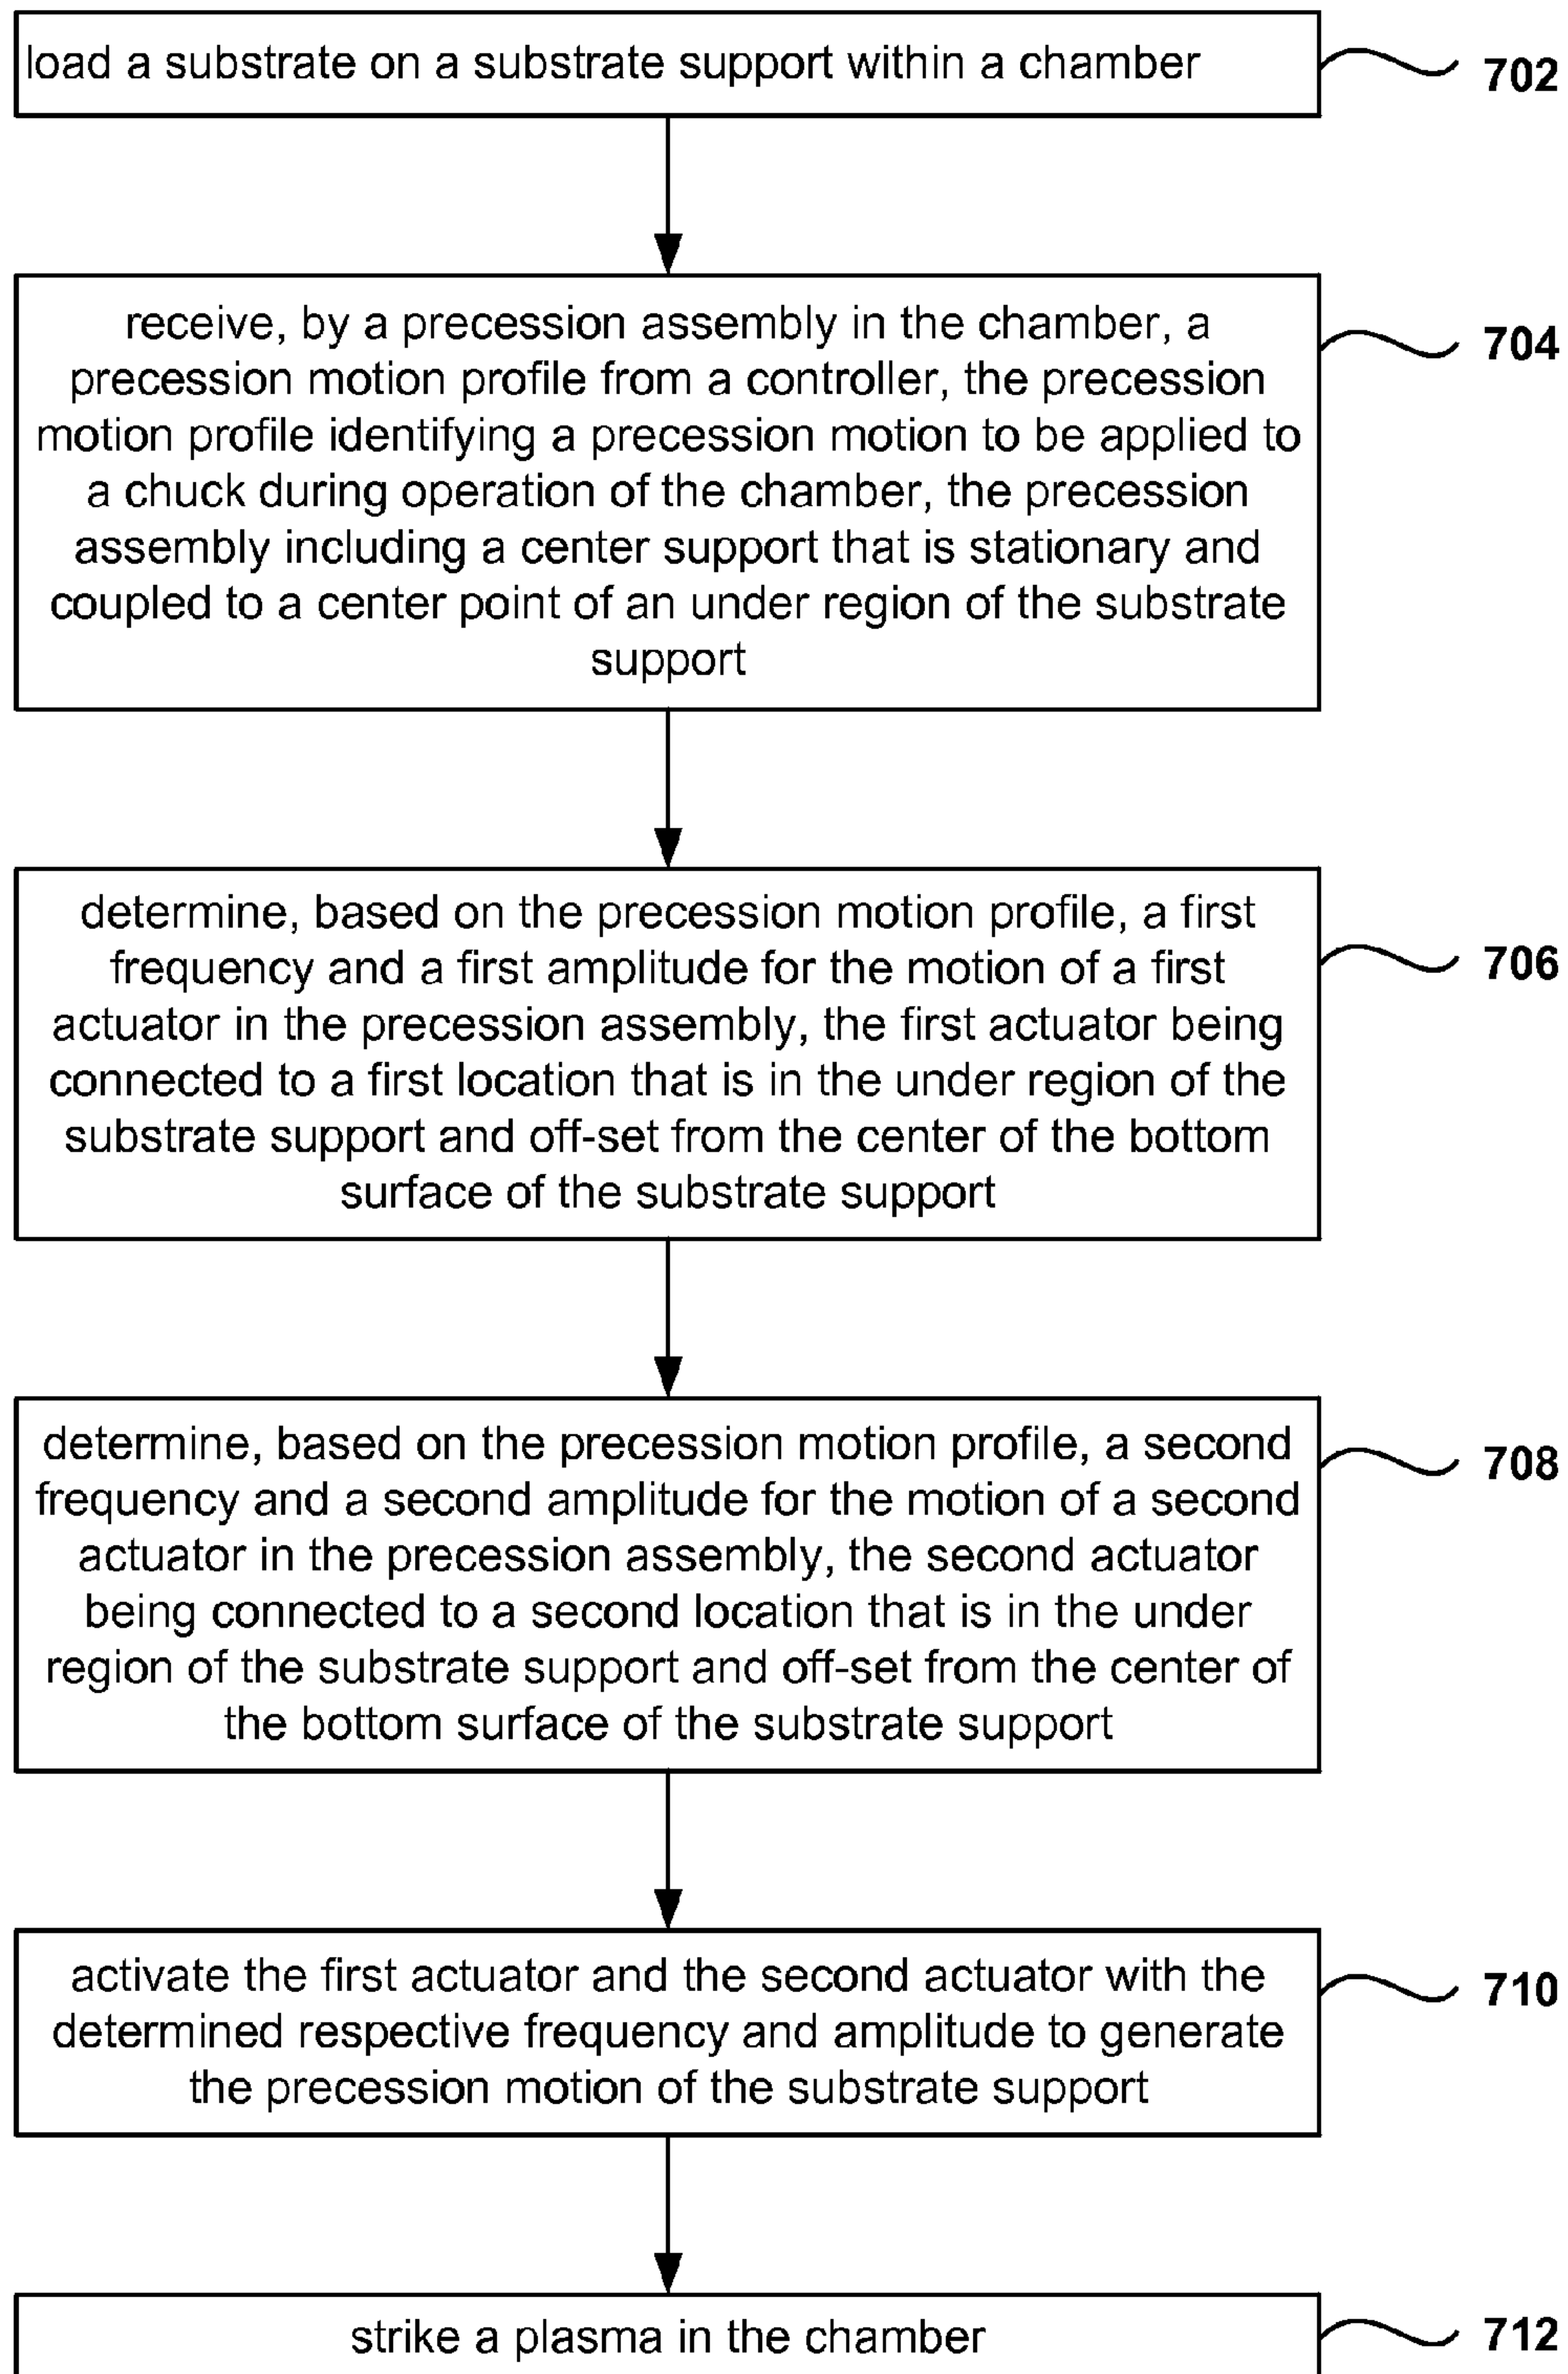 load a substrate on a substrate support within a chamber
702
receive, by a precession assembly in the chamber, a
precession motion profile from a controller, the precession
motion profile identifying a precession motion to be applied to
a chuck during operation of the chamber, the precession
assembly including a center support that is stationary and
coupled to a center point of an under region of the substrate
support
704
determine, based on the precession motion profile, a first
frequency and a first amplitude for the motion of a first
actuator in the precession assembly, the first actuator being
connected to a first location that is in the under region of the
substrate support and off-set from the center of the bottom
surface of the substrate support
706
determine, based on the precession motion profile, a second
frequency and a second amplitude for the motion of a second
actuator in the precession assembly, the second actuator
being connected to a second location that is in the under
region of the substrate support and off-set from the center of
the bottom surface of the substrate support
708
activate the first actuator and the second actuator with the
determined respective frequency and amplitude to generate
the precession motion of the substrate support
710
strike a plasma in the chamber
712